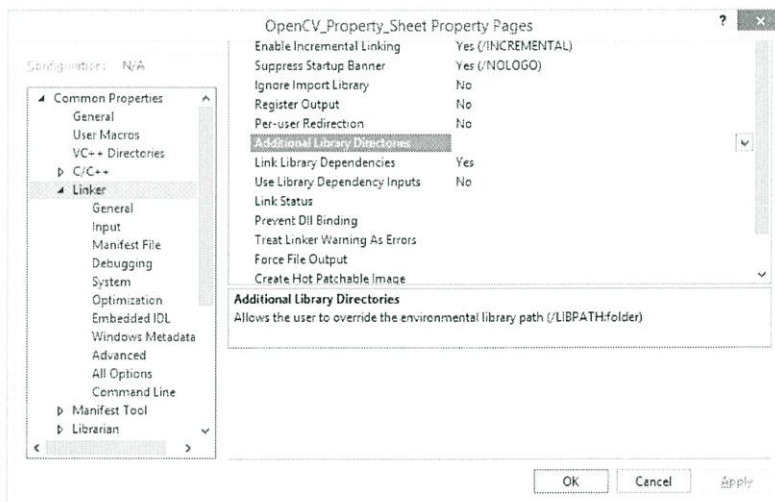 OpenCV_Property_Sheet Property Pages
? ×
Configuration: N/A
Common Properties
General
User Macros
VC++ Directories
C/C++
Linker
General
Input
Manifest File
Debugging
System
Optimization
Embedded IDL
Windows Metadata
Advanced
All Options
Command Line
Manifest Tool
Librarian
Enable Incremental Linking Yes (/INCREMENTAL)
Suppress Startup Banner Yes (/NOLOGO)
Ignore Import Library No
Register Output No
Per-user Redirection No
Additional Library Directories
Link Library Dependencies Yes
Use Library Dependency Inputs No
Link Status
Prevent Dll Binding
Treat Linker Warning As Errors
Force File Output
Create Hot Patchable Image
Additional Library Directories
Allows the user to override the environmental library path (/LIBPATH:folder)
OK Cancel Apply